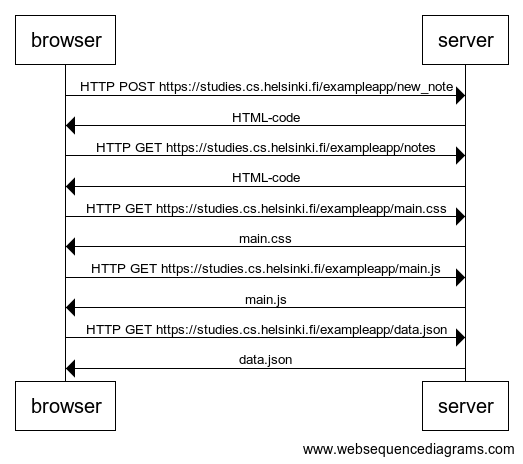 browser
server
HTTP POST https://studies.cs.helsinki.fi/exampleapp/new_note
HTML-code
HTTP GET https://studies.cs.helsinki.fi/exampleapp/notes
HTML-code
HTTP GET https://studies.cs.helsinki.fi/exampleapp/main.css
main.css
HTTP GET https://studies.cs.helsinki.fi/exampleapp/main.js
main.js
HTTP GET https://studies.cs.helsinki.fi/exampleapp/data.json
data.json
browser
server
www.websequencediagrams.com